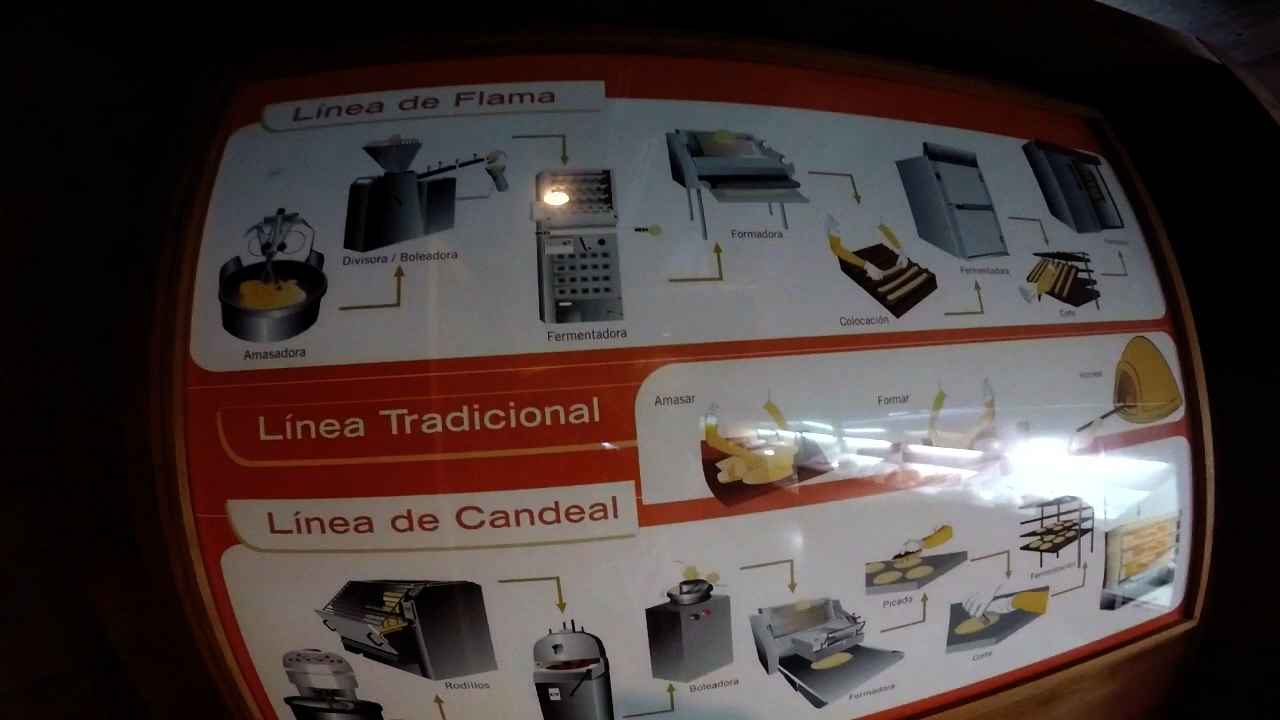 Línea de Flama
Amasadora
Divisora / Boleadora
Fermentadora
Formadora
Colocación
Fermentadora
Corte
Línea Tradicional
Amasar
Formar
Hornear
Línea de Candeal
Rodillos
Boleadora
Formadora
Picado
Corte
Fermentación